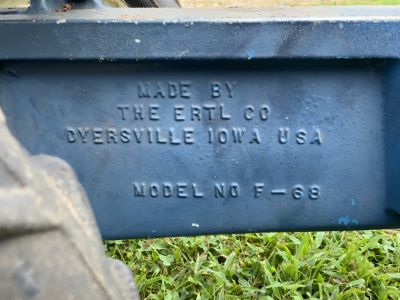 MADE BY
THE ERTL CO
DYERSVILLE IOWA USA
MODEL NO F-68